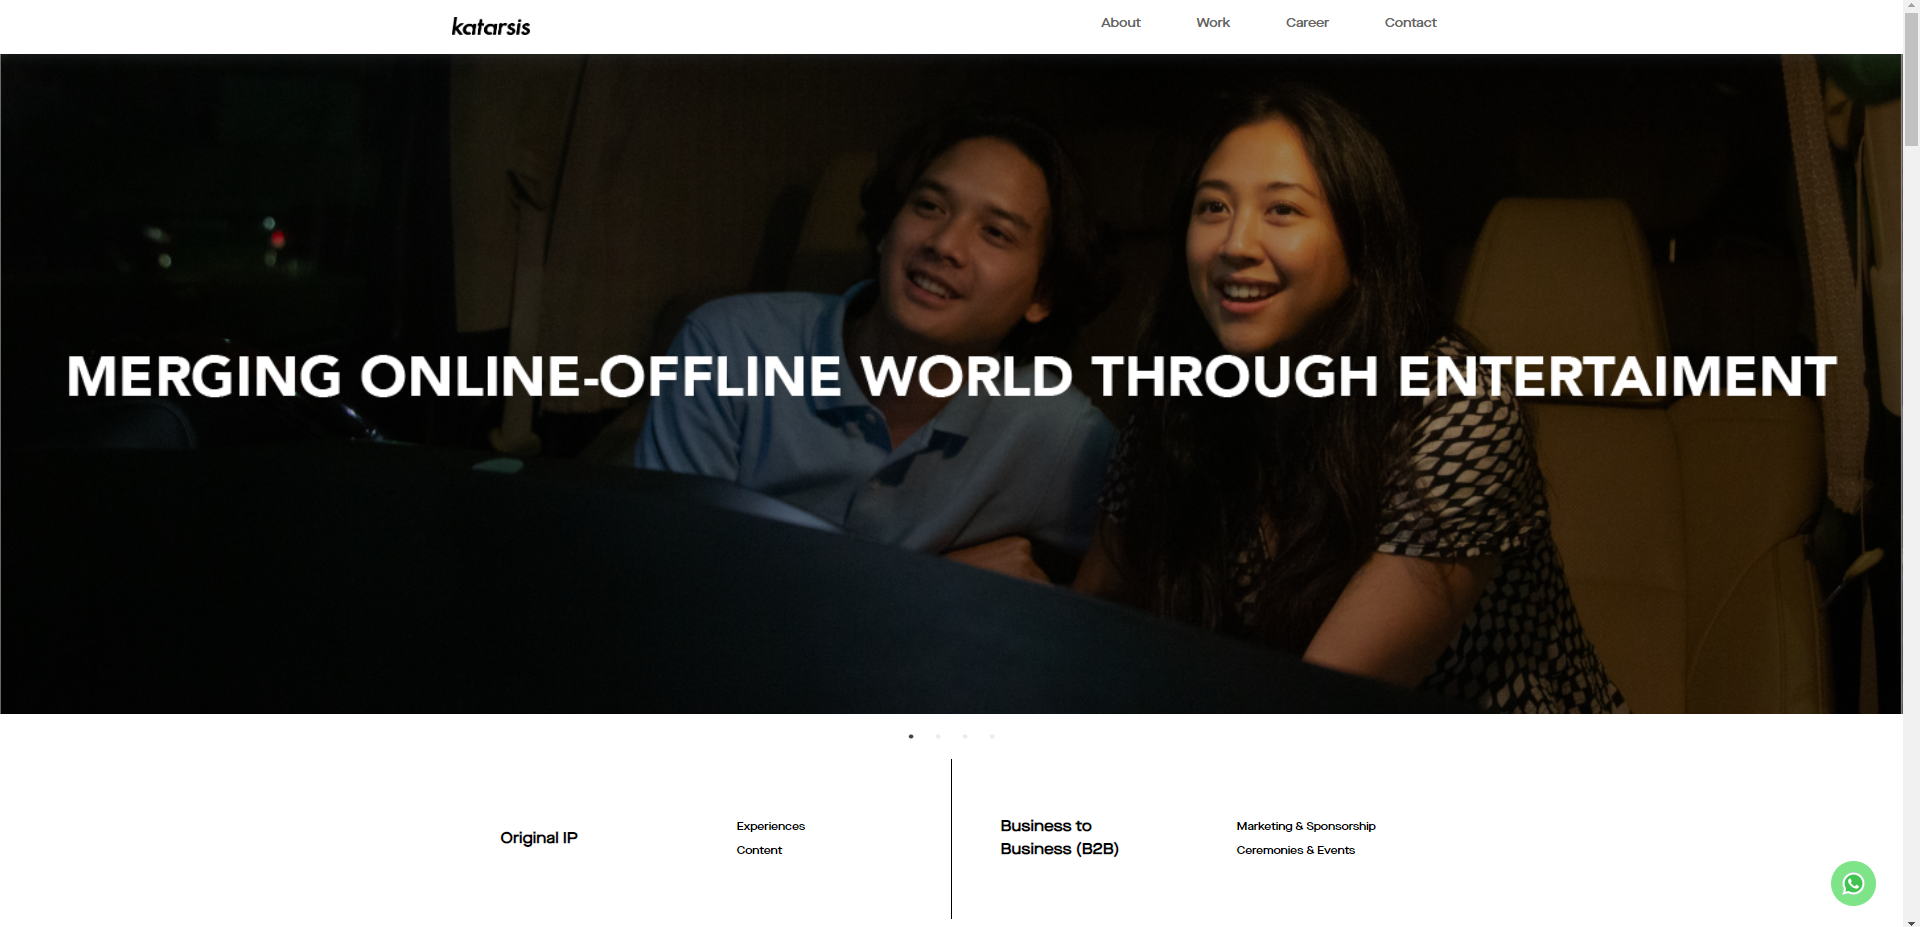 katarsis
About
Work
Career
Contact
MERGING ONLINE-OFFLINE WORLD THROUGH ENTERTAIMENT
Original IP
Experiences
Content
Business to
Business (B2B)
Marketing & Sponsorship
Ceremonies & Events